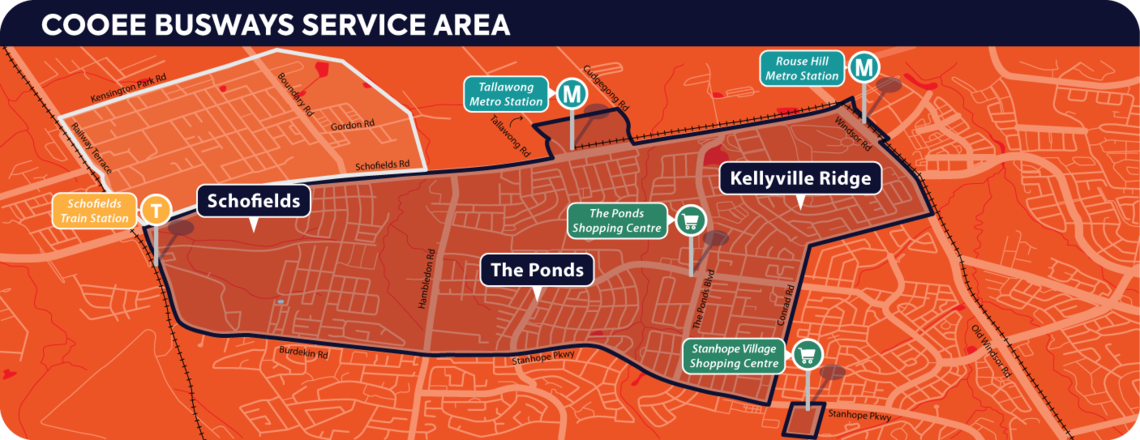 COOEE BUSWAYS SERVICE AREA
Kensington Park Rd
Boundary Rd
Gordon Rd
Railway Terrace
Schofields Rd
Tallawong
Metro Station
M
Cudgegong Rd
Tallawong Rd
Rouse Hill
Metro Station
M
Windsor Rd
Schofields
Train Station
T
Schofields
Kellyville Ridge
The Ponds
Shopping Centre
The Ponds
Hambledon Rd
The Ponds Blvd
Conrad Rd
Burdekin Rd
Stanhope Pkwy
Stanhope Village
Shopping Centre
Old Windsor Rd
Stanhope Pkwy